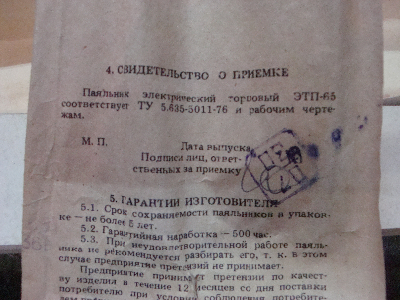 4. СВИДЕТЕЛЬСТВО О ПРИЕМКЕ
Паяльник электрический торцовый ЭТП-65
соответствует ТУ 5.635-5011-76 и рабочим черте-
жам.
М. П.
Дата выпуска
Подписи лиц, ответ-
ственных за приемку
5. ГАРАНТИИ ИЗГОТОВИТЕЛЯ
5.1. Срок сохраняемости паяльников в упаков-
ке — не более 5 лет.
5.2. Гарантийная наработка — 500 час.
5.3. При неудовлетворительной работе паяль-
ника не рекомендуется разбирать его, т. к. в этом
случае предприятие претензий не принимает.
Предприятие принимает претензии по качест-
ву изделия в течение 12 месяцев со дня поставки
потребителю при условии соблюдения потребите-